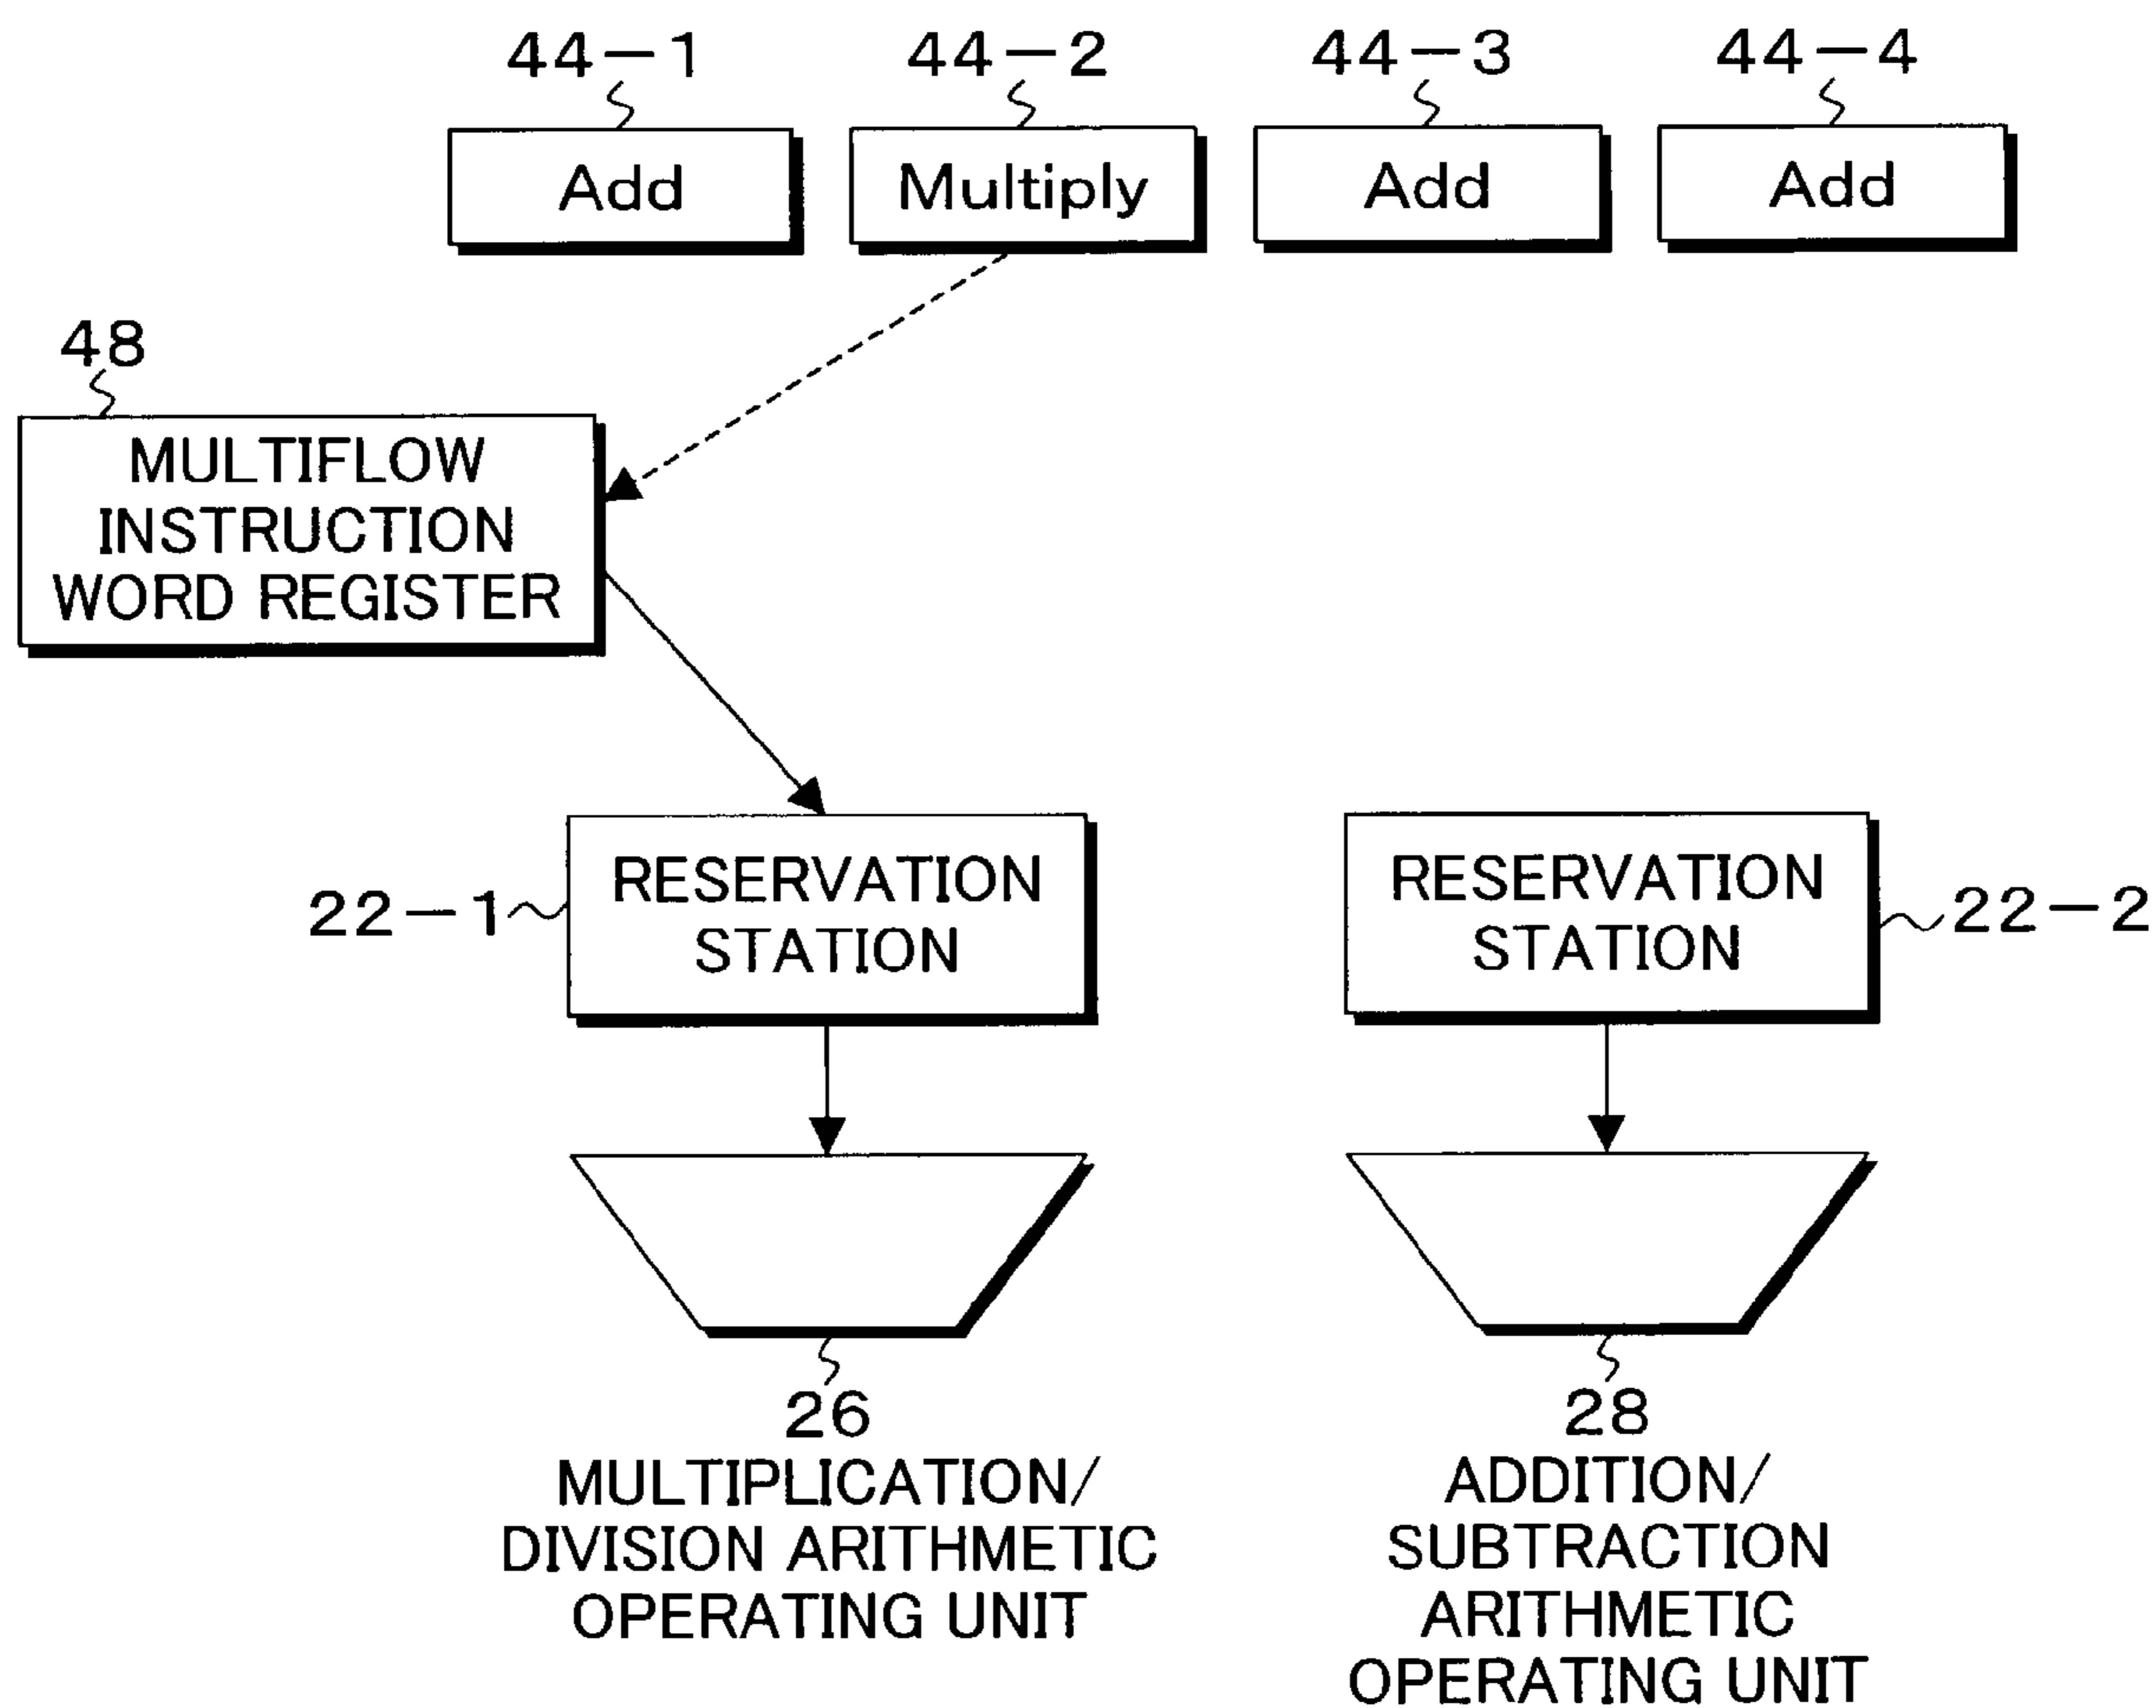 44-1 44-2 44-3 44-4
Add Multiply Add Add
48
MULTIFLOW
INSTRUCTION
WORD REGISTER
22-1
RESERVATION
STATION
RESERVATION
STATION
22-2
26
MULTIPLICATION/
DIVISION ARITHMETIC
OPERATING UNIT
28
ADDITION/
SUBTRACTION
ARITHMETIC
OPERATING UNIT